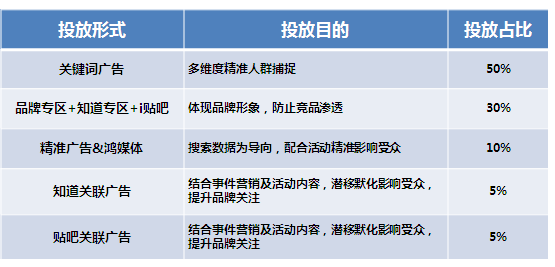 投放形式 投放目的 投放占比
关键词广告 多维度精准人群捕捉 50%
品牌专区+知道专区+i贴吧 体现品牌形象，防止竞品渗透 30%
精准广告&鸿媒体 搜索数据为导向，配合活动精准影响受众 10%
知道关联广告 结合事件营销及活动内容，潜移默化影响受众，
提升品牌关注 5%
贴吧关联广告 结合事件营销及活动内容，潜移默化影响受众，
提升品牌关注 5%